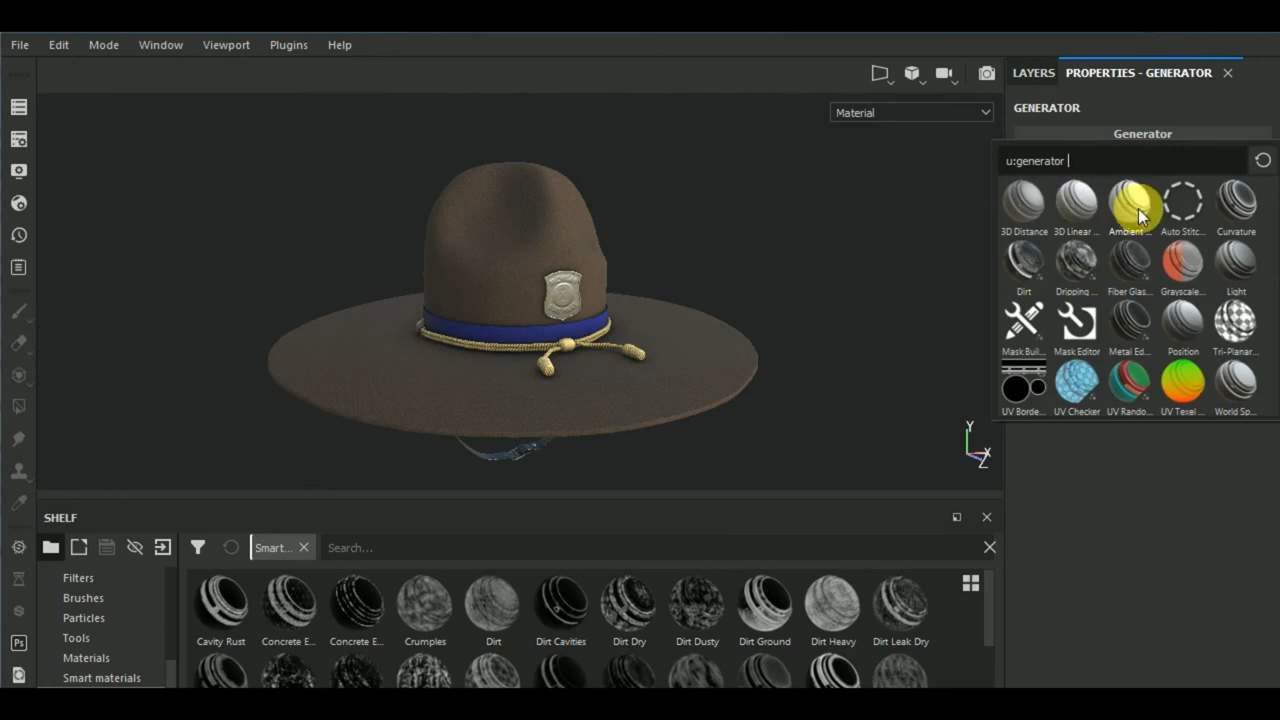 File Edit Mode Window Viewport Plugins Help
LAYERS PROPERTIES - GENERATOR
Material
GENERATOR
Generator
u:generator
3D Distance 3D Linear ... Ambient ... Auto Stitc... Curvature
Dirt Dripping ... Fiber Glas... Grayscale... Light
Mask Buil... Mask Editor Metal Ed... Position Tri-Planar...
UV Borde... UV Checker UV Rando... UV Texel ... World Sp...
Y
X
Z
SHELF
Smart... Search...
Filters
Brushes
Particles
Tools
Materials
Smart materials
Cavity Rust Concrete E... Concrete E... Crumples Dirt Dirt Cavities Dirt Dry Dirt Dusty Dirt Ground Dirt Heavy Dirt Leak Dry
Ps